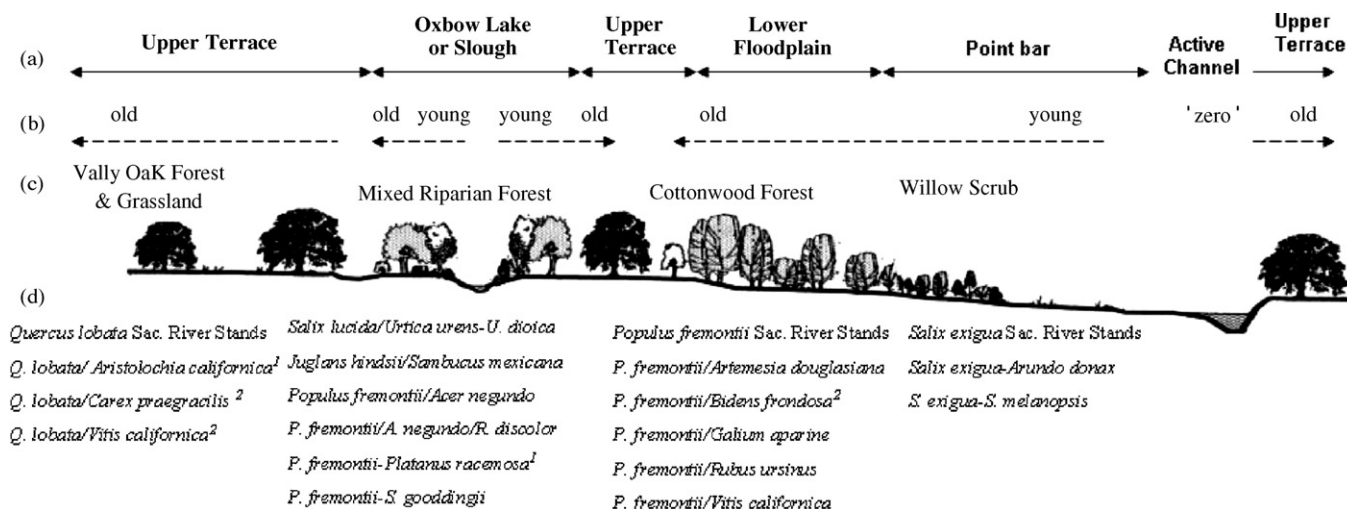 Upper Terrace
Oxbow Lake
or Slough
Upper
Terrace
Lower
Floodplain
Point bar
Active
Channel
Upper
Terrace
(a)
(b)
old
old
young
young
old
old
young
'zero'
old
(c)
Vally OaK Forest
& Grassland
Mixed Riparian Forest
Cottonwood Forest
Willow Scrub
(d)
Quercus lobata Sac. River Stands
Q. lobata/ Aristolochia californica1
Q. lobata/Carex praegracilis 2
Q. lobata/Vitis californica2
Salix lucida/Urtica urens-U. dioica
Juglans hindsii/Sambucus mexicana
Populus fremontii/Acer negundo
P. fremontii/A. negundo/R. discolor
P. fremontii-Platanus racemosa1
P. fremontii-S. gooddingii
Populus fremontii Sac. River Stands
P. fremontii/Artemesia douglasiana
P. fremontii/Bidens frondosa2
P. fremontii/Galium aparine
P. fremontii/Rubus ursinus
P. fremontii/Vitis californica
Salix exigua Sac. River Stands
Salix exigua-Arundo donax
S. exigua-S. melanopsis